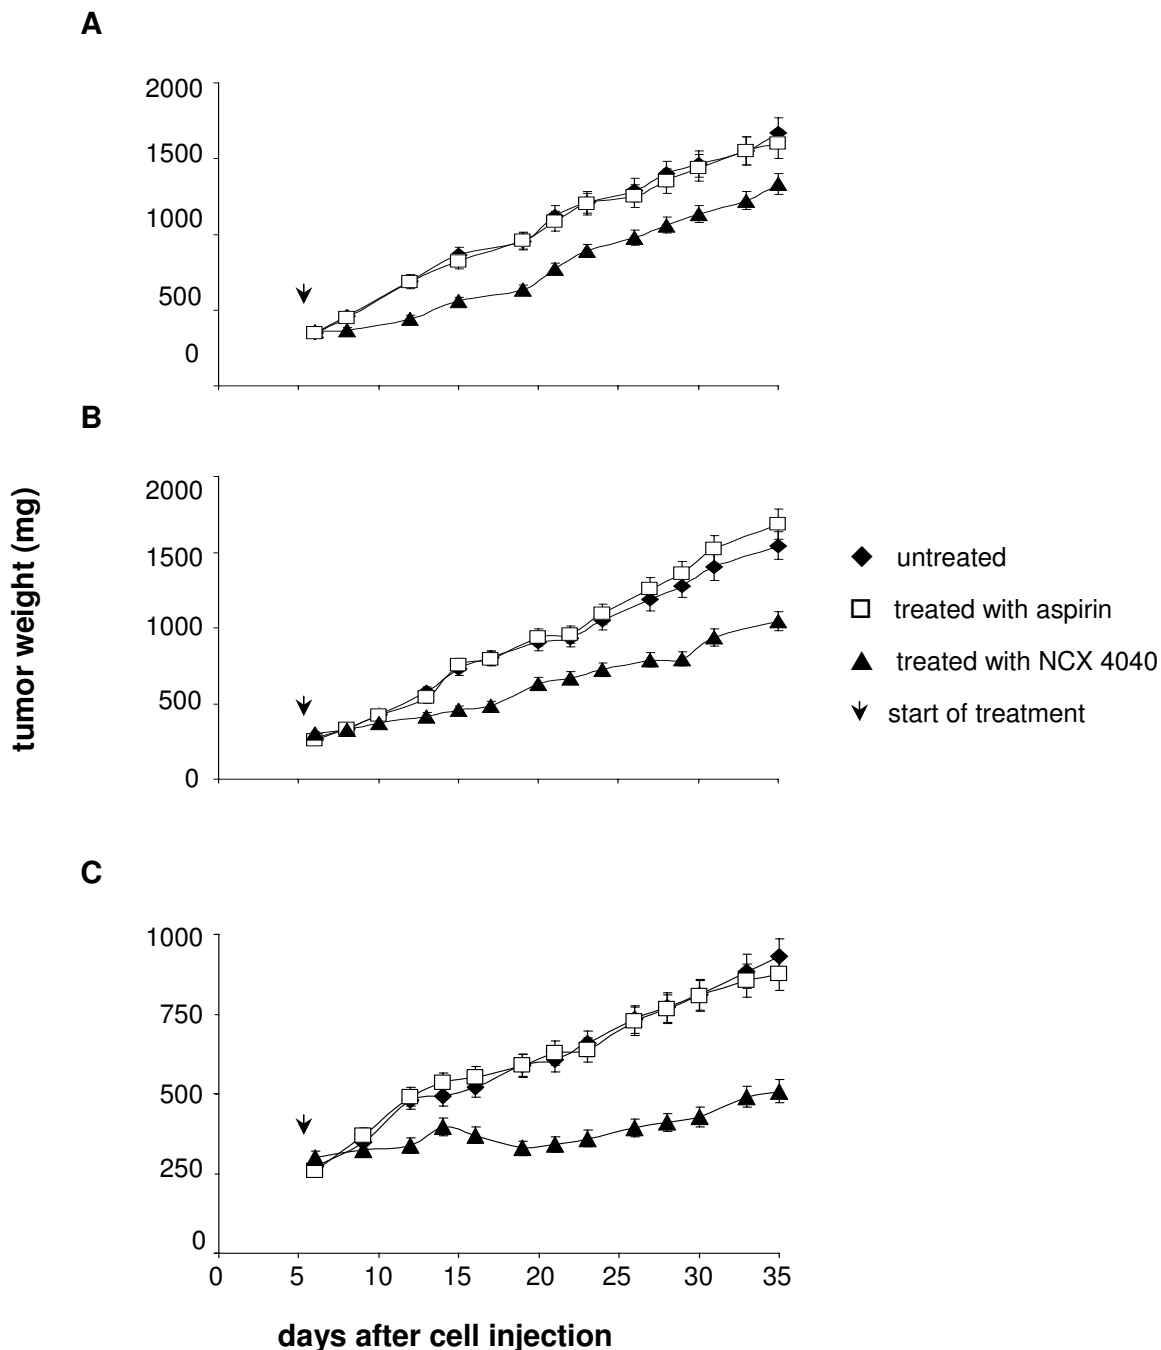 A
2000
1500
1000
500
0
B
tumor weight (mg)
2000
1500
1000
500
0
untreated
treated with aspirin
treated with NCX 4040
start of treatment
C
1000
750
500
250
0
0 5 10 15 20 25 30 35
days after cell injection